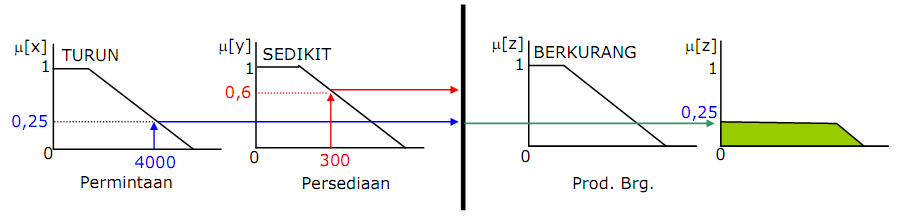 μ[x]
TURUN
1
0,25
0
4000
Permintaan
μ[y]
SEDIKIT
1
0,6
0
300
Persediaan
μ[z]
BERKURANG
1
0
Prod. Brg.
μ[z]
1
0,25
0